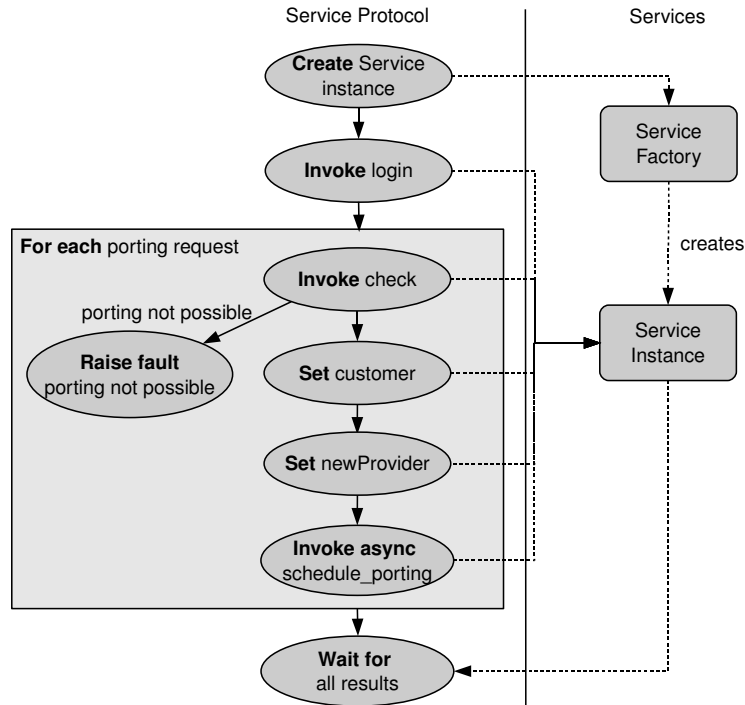 Service Protocol
Services
Create Service
instance
Service
Factory
Invoke login
For each porting request
creates
Invoke check
porting not possible
Service
Instance
Raise fault
porting not possible
Set customer
Set newProvider
Invoke async
schedule_porting
Wait for
all results